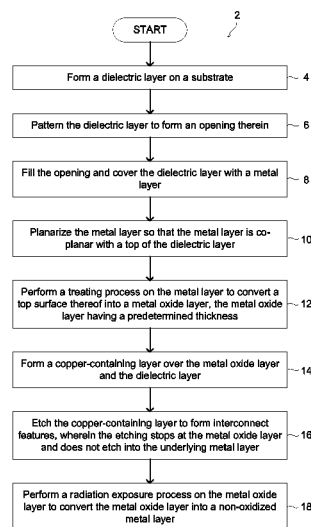 START
2
Form a dielectric layer on a substrate
4
Pattern the dielectric layer to form an opening therein
6
Fill the opening and cover the dielectric layer with a metal
layer
8
Planarize the metal layer so that the metal layer is co-
planar with a top of the dielectric layer
10
Perform a treating process on the metal layer to convert a
top surface thereof into a metal oxide layer, the metal oxide
layer having a predetermined thickness
12
Form a copper-containing layer over the metal oxide layer
and the dielectric layer
14
Etch the copper-containing layer to form interconnect
features, wherein the etching stops at the metal oxide layer
and does not etch into the underlying metal layer
16
Perform a radiation exposure process on the metal oxide
layer to convert the metal oxide layer into a non-oxidized
metal layer
18